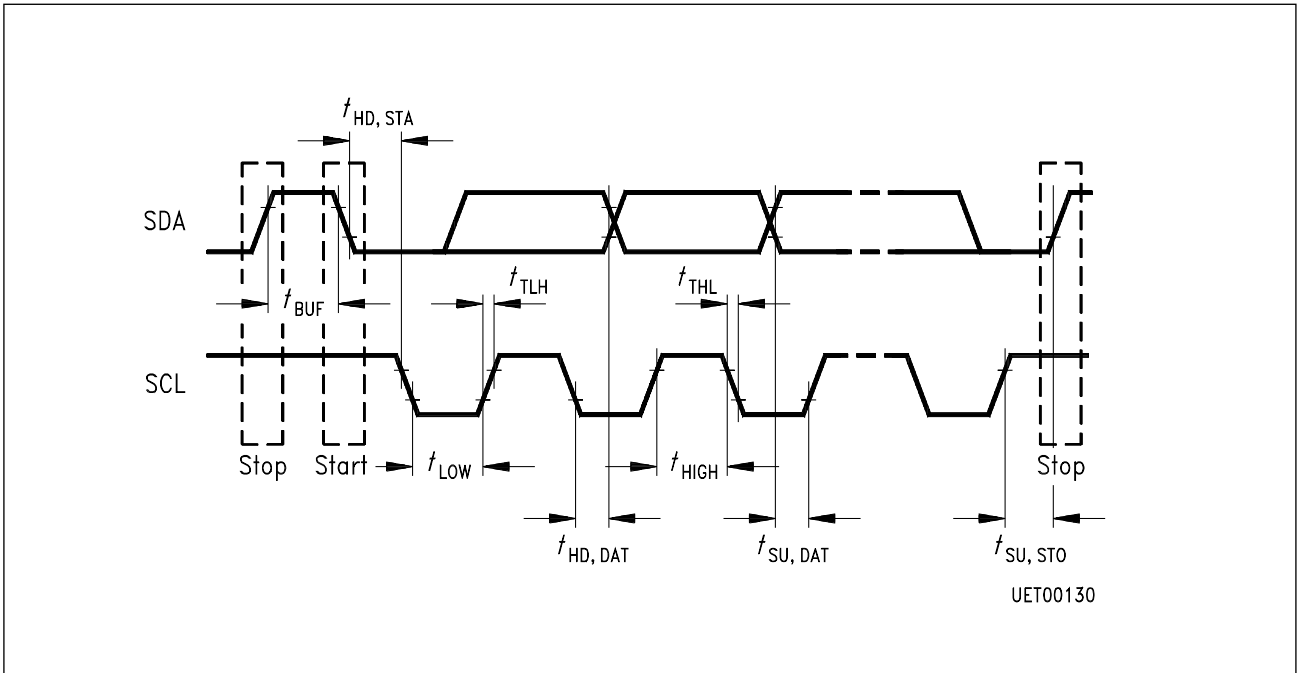 t HD, STA
SDA
t BUF
t TLH
t THL
SCL
Stop Start t LOW t HIGH Stop
t HD, DAT t SU, DAT t SU, STO
UET00130